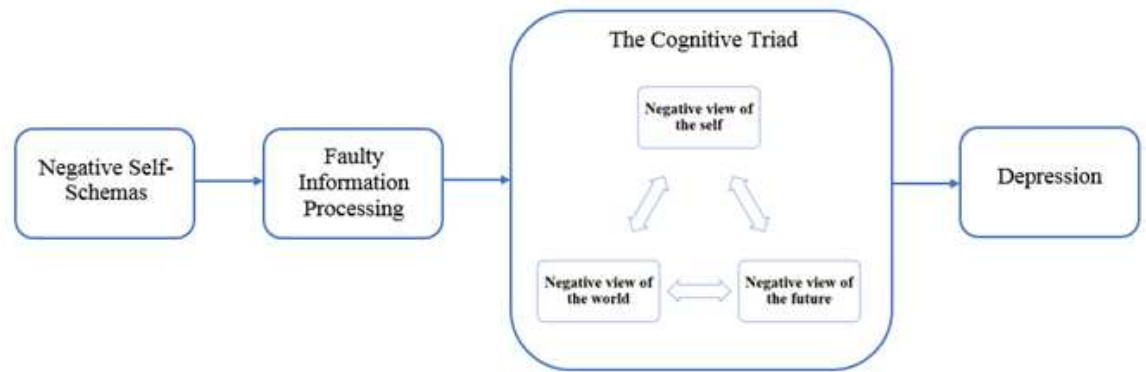 The Cognitive Triad
Negative view of
the self
Negative Self-
Schemas
Faulty
Information
Processing
Depression
Negative view of
the world
Negative view of
the future